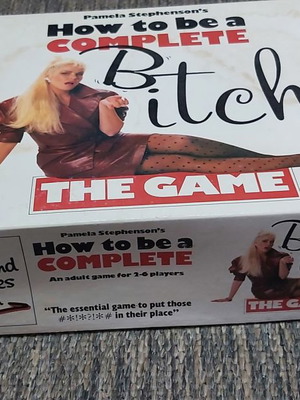 Pamela Stephenson's
How to be a
COMPLETE
Bitch
THE GAME
Pamela Stephenson's
How to be a
COMPLETE
An adult game for 2-6 players
"The essential game to put those
#*!*?!*# in their place"
B
THE GA